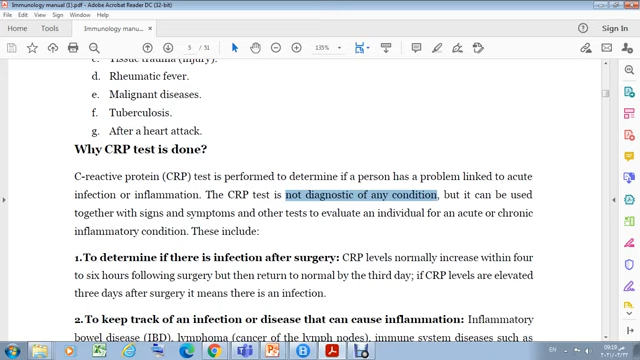 Immunology manual (1).pdf - Adobe Acrobat Reader DC (32-bit)
File Edit View Sign Window Help
Home Tools Immunology manual... ×
Sign In
5 / 51 135%
c. Tissue trauma (injury).
d. Rheumatic fever.
e. Malignant diseases.
f. Tuberculosis.
g. After a heart attack.
Why CRP test is done?
C-reactive protein (CRP) test is performed to determine if a person has a problem linked to acute
infection or inflammation. The CRP test is not diagnostic of any condition, but it can be used
together with signs and symptoms and other tests to evaluate an individual for an acute or chronic
inflammatory condition. These include:
1.To determine if there is infection after surgery: CRP levels normally increase within four
to six hours following surgery but then return to normal by the third day; if CRP levels are elevated
three days after surgery it means there is an infection.
2.To keep track of an infection or disease that can cause inflammation: Inflammatory
bowel disease (IBD), lymphoma (cancer of the lymph nodes), immune system diseases such as
EN